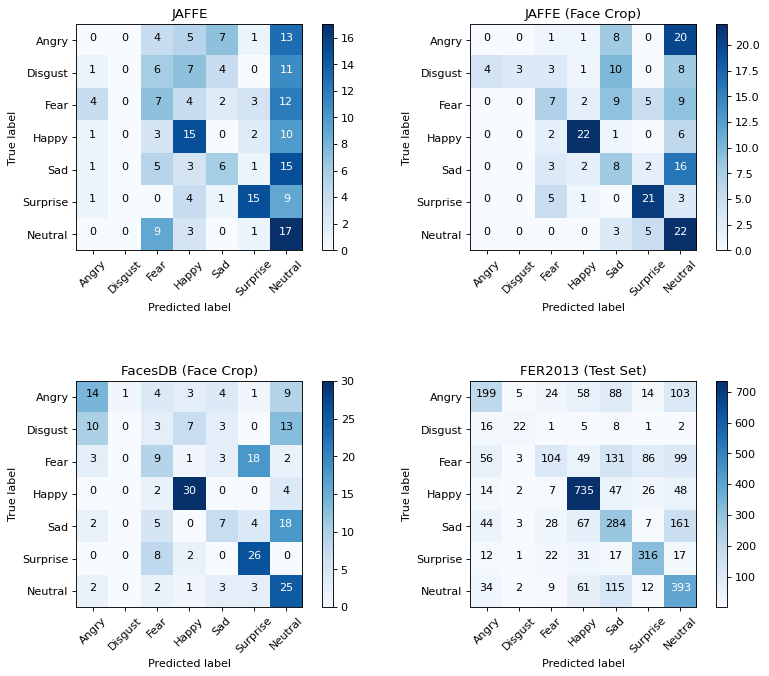 JAFFE
True label
Angry 0 0 4 5 7 1 13
Disgust 1 0 6 7 4 0 11
Fear 4 0 7 4 2 3 12
Happy 1 0 3 15 0 2 10
Sad 1 0 5 3 6 1 15
Surprise 1 0 0 4 1 15 9
Neutral 0 0 9 3 0 1 17
Angry Disgust Fear Happy Sad Surprise Neutral
Predicted label
16
14
12
10
8
6
4
2
0
JAFFE (Face Crop)
True label
Angry 0 0 1 1 8 0 20
Disgust 4 3 3 1 10 0 8
Fear 0 0 7 2 9 5 9
Happy 0 0 2 22 1 0 6
Sad 0 0 3 2 8 2 16
Surprise 0 0 5 1 0 21 3
Neutral 0 0 0 0 3 5 22
Angry Disgust Fear Happy Sad Surprise Neutral
Predicted label
20.0
17.5
15.0
12.5
10.0
7.5
5.0
2.5
0.0
FacesDB (Face Crop)
True label
Angry 14 1 4 3 4 1 9
Disgust 10 0 3 7 3 0 13
Fear 3 0 9 1 3 18 2
Happy 0 0 2 30 0 0 4
Sad 2 0 5 0 7 4 18
Surprise 0 0 8 2 0 26 0
Neutral 2 0 2 1 3 3 25
Angry Disgust Fear Happy Sad Surprise Neutral
Predicted label
30
25
20
15
10
5
0
FER2013 (Test Set)
True label
Angry 199 5 24 58 88 14 103
Disgust 16 22 1 5 8 1 2
Fear 56 3 104 49 131 86 99
Happy 14 2 7 735 47 26 48
Sad 44 3 28 67 284 7 161
Surprise 12 1 22 31 17 316 17
Neutral 34 2 9 61 115 12 393
Angry Disgust Fear Happy Sad Surprise Neutral
Predicted label
700
600
500
400
300
200
100